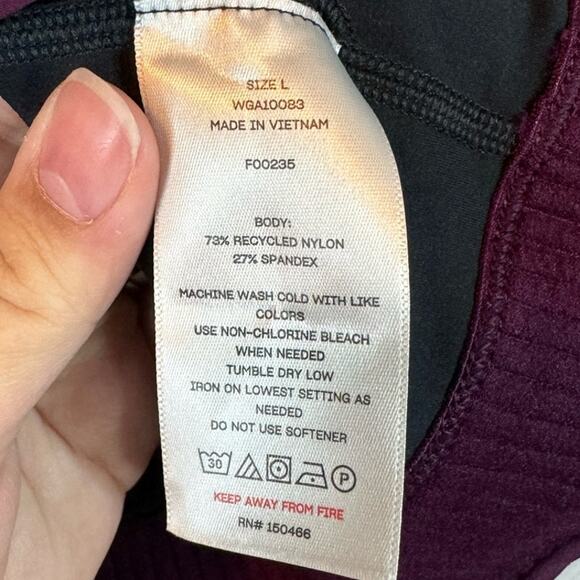 SIZE L
WGA10083
MADE IN VIETNAM
F00235
BODY:
73% RECYCLED NYLON
27% SPANDEX
MACHINE WASH COLD WITH LIKE
COLORS
USE NON-CHLORINE BLEACH
WHEN NEEDED
TUMBLE DRY LOW
IRON ON LOWEST SETTING AS
NEEDED
DO NOT USE SOFTENER
30 P
KEEP AWAY FROM FIRE
RN# 150466